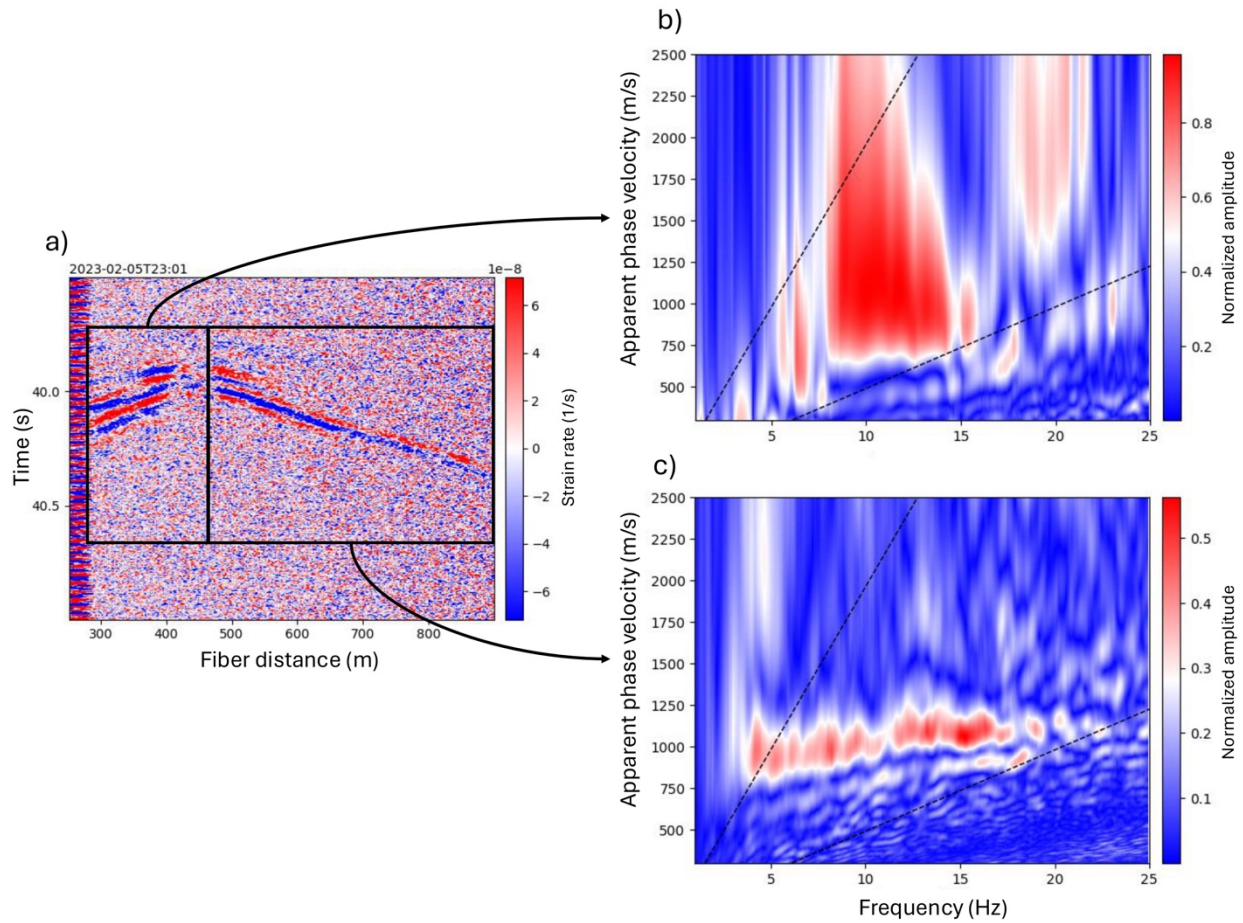 a)
2023-02-05T23:01
1e−8
Time (s)
40.0
40.5
300 400 500 600 700 800
Fiber distance (m)
6
4
2
0
−2
−4
−6
Strain rate (1/s)
b)
Apparent phase velocity (m/s)
2500
2250
2000
1750
1500
1250
1000
750
500
5 10 15 20 25
0.8
0.6
0.4
0.2
Normalized amplitude
c)
Apparent phase velocity (m/s)
2500
2250
2000
1750
1500
1250
1000
750
500
5 10 15 20 25
Frequency (Hz)
0.5
0.4
0.3
0.2
0.1
Normalized amplitude